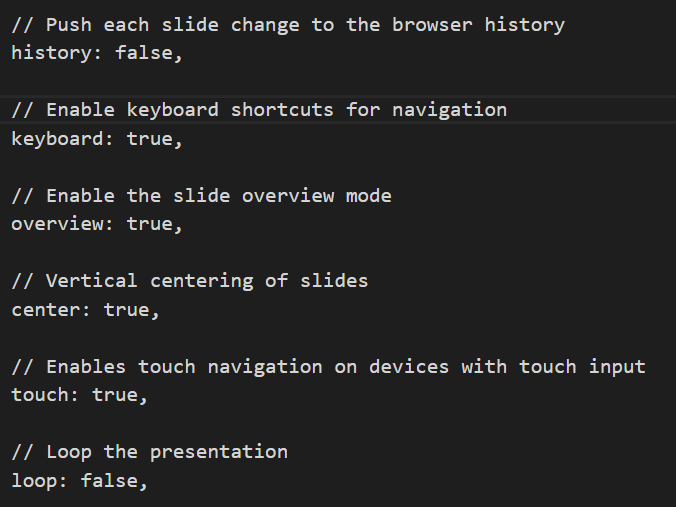 // Push each slide change to the browser history
history: false,
// Enable keyboard shortcuts for navigation
keyboard: true,
// Enable the slide overview mode
overview: true,
// Vertical centering of slides
center: true,
// Enables touch navigation on devices with touch input
touch: true,
// Loop the presentation
loop: false,